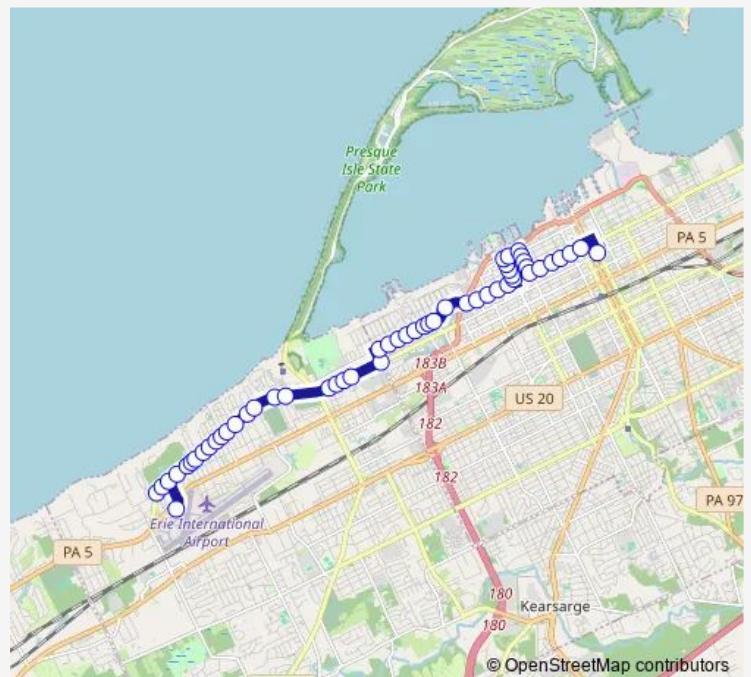 Presque
Isle State
Park
PA 5
183B
183A
US 20
182
182
PA 97
Erie International
Airport
PA 5
180
Kearsarge
180
© OpenStreetMap contributors